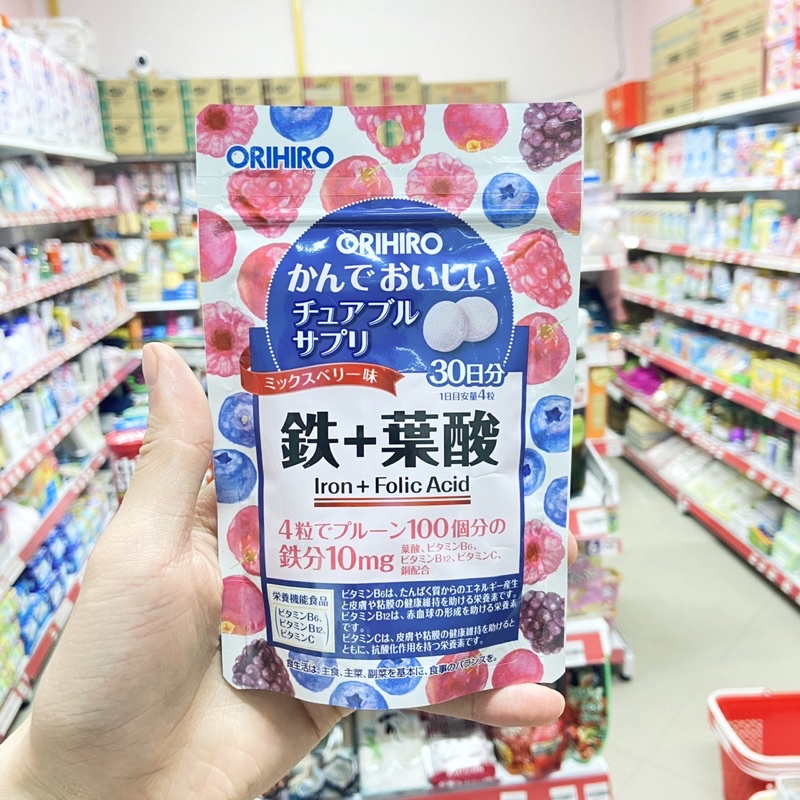 ORIHIRO
ORIHIRO
かんで おいしい
チュアブル
サプリ
ミックスベリー味
30日分
1日目安量4粒
鉄+葉酸
Iron + Folic Acid
4粒でプルーン100個分の
鉄分10mg
葉酸、ビタミンB6、
ビタミンB12、ビタミンC、
銅配合
栄養機能食品
ビタミンB6、
ビタミンB12、
ビタミンC
ビタミンB6は、たんぱく質からのエネルギー産生
と皮膚や粘膜の健康維持を助ける栄養素です。
ビタミンB12は、赤血球の形成を助ける栄養素
です。
ビタミンCは、皮膚や粘膜の健康維持を助けると
ともに、抗酸化作用を持つ栄養素です。
食生活は、主食、主菜、副菜を基本に、食事のバランスを。